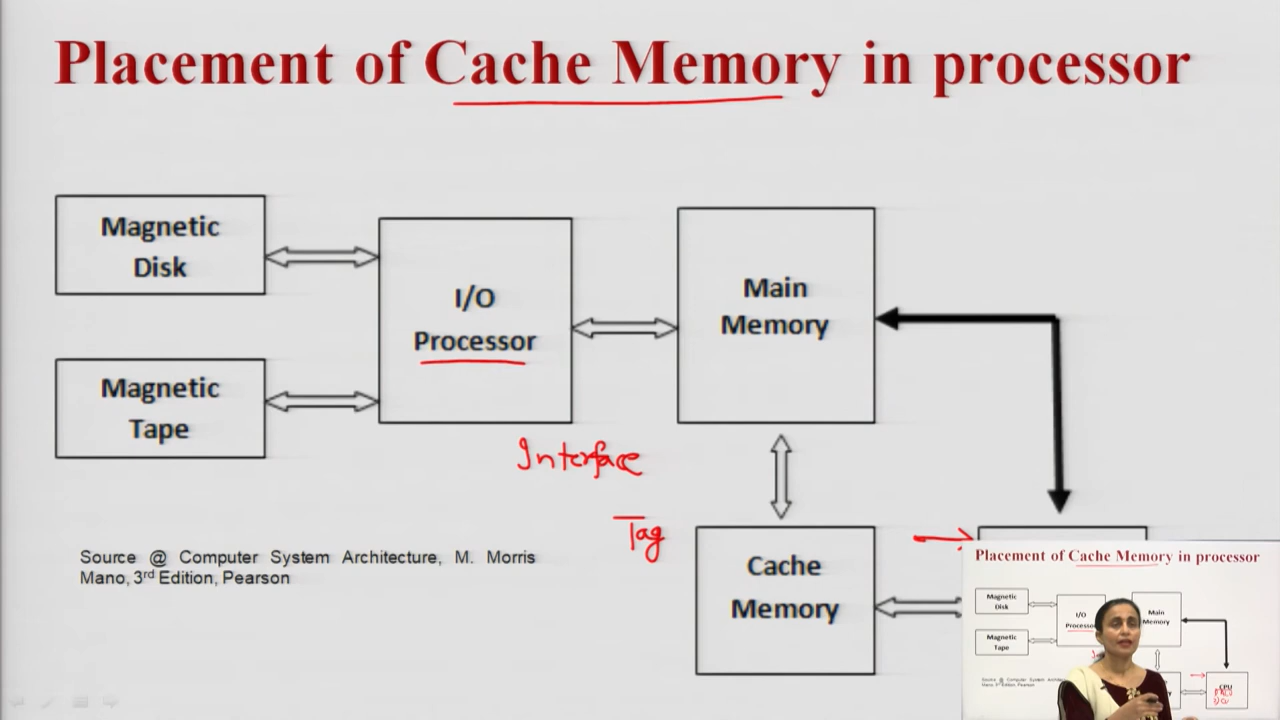 Placement of Cache Memory in processor
Magnetic
Disk
I/O
Processor
Main
Memory
Magnetic
Tape
Interface
Tag
Source @ Computer System Architecture, M. Morris
Mano, 3rd Edition, Pearson
Cache
Memory
Placement of Cache Memory in processor
Magnetic
Disk
I/O
Main
Memory
Magnetic
Tape
CPU